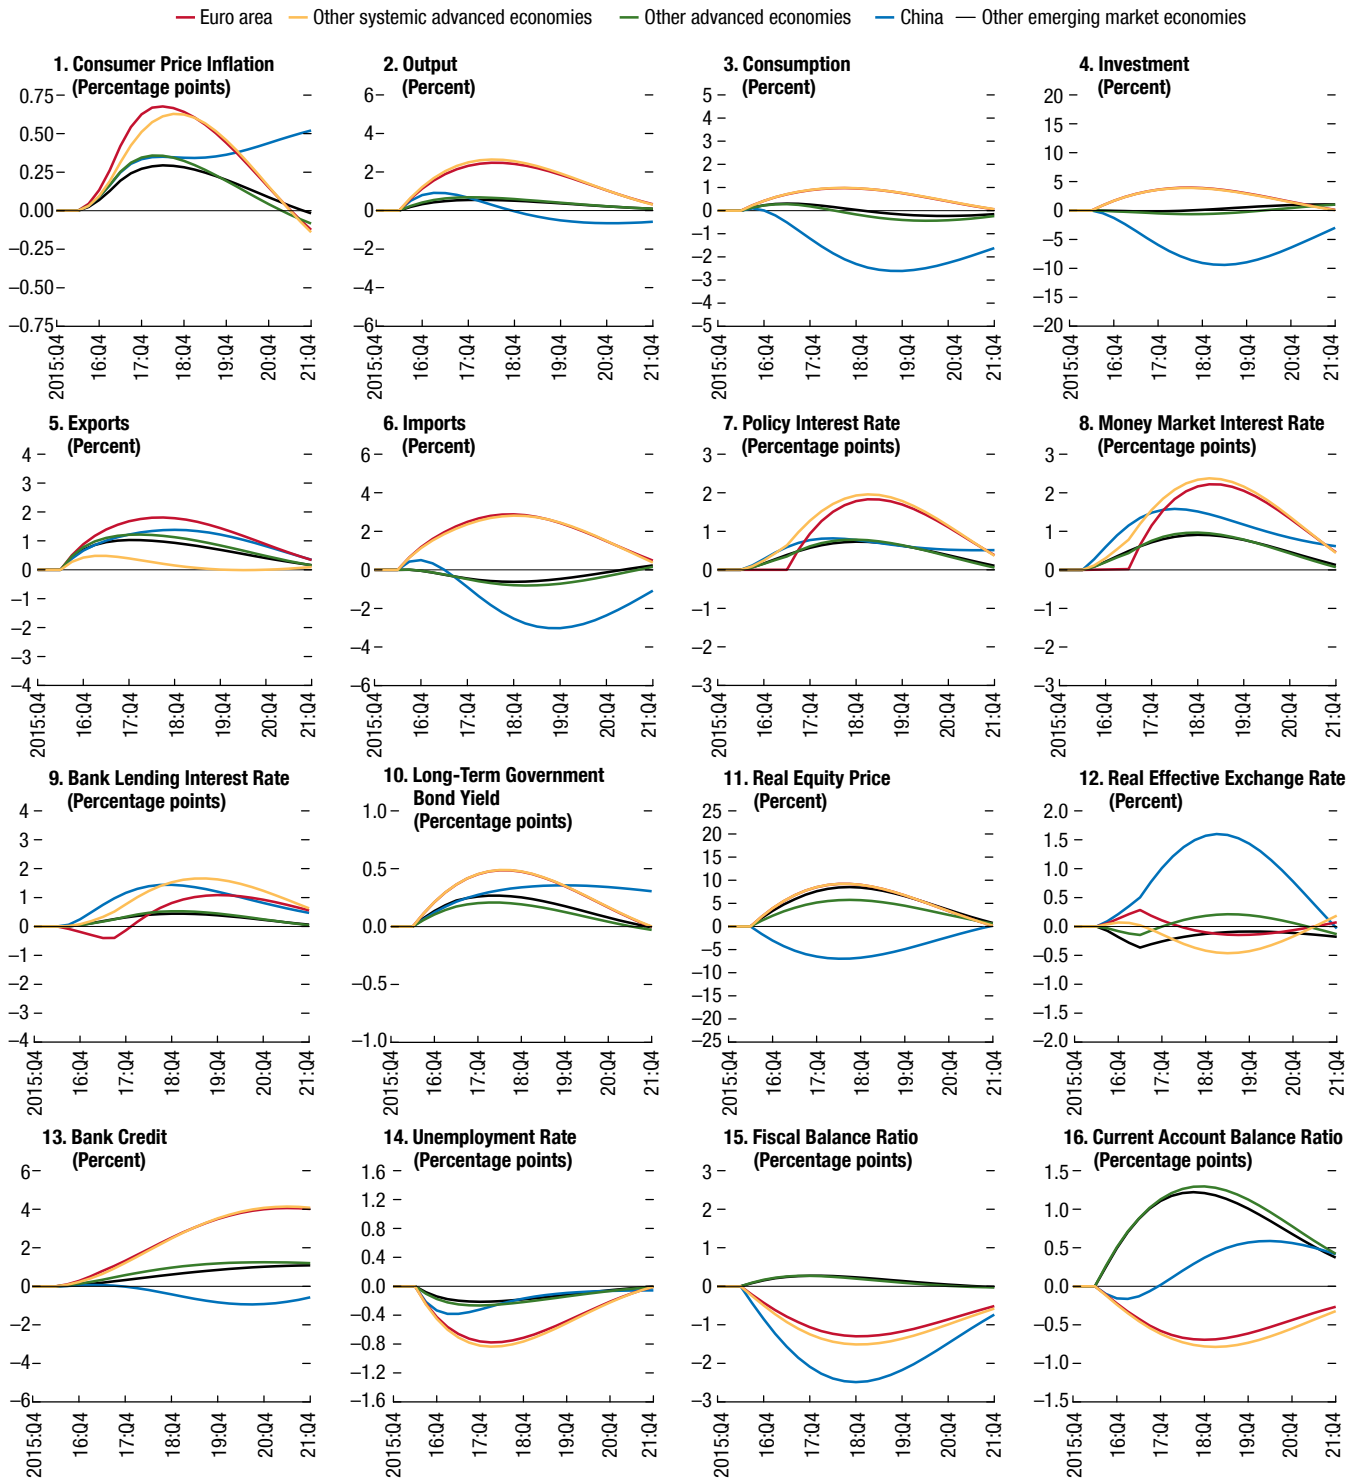 Euro area Other systemic advanced economies Other advanced economies China Other emerging market economies
1. Consumer Price Inflation
(Percentage points)
0.75
0.50
0.25
0.00
–0.25
–0.50
–0.75
2015:Q4
16:Q4
17:Q4
18:Q4
19:Q4
20:Q4
21:Q4
2. Output
(Percent)
6
4
2
0
–2
–4
–6
2015:Q4
16:Q4
17:Q4
18:Q4
19:Q4
20:Q4
21:Q4
3. Consumption
(Percent)
5
4
3
2
1
0
–1
–2
–3
–4
–5
2015:Q4
16:Q4
17:Q4
18:Q4
19:Q4
20:Q4
21:Q4
4. Investment
(Percent)
20
15
10
5
0
–5
–10
–15
–20
2015:Q4
16:Q4
17:Q4
18:Q4
19:Q4
20:Q4
21:Q4
5. Exports
(Percent)
4
3
2
1
0
–1
–2
–3
–4
2015:Q4
16:Q4
17:Q4
18:Q4
19:Q4
20:Q4
21:Q4
6. Imports
(Percent)
6
4
2
0
–2
–4
–6
2015:Q4
16:Q4
17:Q4
18:Q4
19:Q4
20:Q4
21:Q4
7. Policy Interest Rate
(Percentage points)
3
2
1
0
–1
–2
–3
2015:Q4
16:Q4
17:Q4
18:Q4
19:Q4
20:Q4
21:Q4
8. Money Market Interest Rate
(Percentage points)
3
2
1
0
–1
–2
–3
2015:Q4
16:Q4
17:Q4
18:Q4
19:Q4
20:Q4
21:Q4
9. Bank Lending Interest Rate
(Percentage points)
4
3
2
1
0
–1
–2
–3
–4
2015:Q4
16:Q4
17:Q4
18:Q4
19:Q4
20:Q4
21:Q4
10. Long-Term Government
Bond Yield
(Percentage points)
1.0
0.5
0.0
–0.5
–1.0
2015:Q4
16:Q4
17:Q4
18:Q4
19:Q4
20:Q4
21:Q4
11. Real Equity Price
(Percent)
25
20
15
10
5
0
–5
–10
–15
–20
–25
2015:Q4
16:Q4
17:Q4
18:Q4
19:Q4
20:Q4
21:Q4
12. Real Effective Exchange Rate
(Percent)
2.0
1.5
1.0
0.5
0.0
–0.5
–1.0
–1.5
–2.0
2015:Q4
16:Q4
17:Q4
18:Q4
19:Q4
20:Q4
21:Q4
13. Bank Credit
(Percent)
6
4
2
0
–2
–4
–6
2015:Q4
16:Q4
17:Q4
18:Q4
19:Q4
20:Q4
21:Q4
14. Unemployment Rate
(Percentage points)
1.6
1.2
0.8
0.4
0.0
–0.4
–0.8
–1.2
–1.6
2015:Q4
16:Q4
17:Q4
18:Q4
19:Q4
20:Q4
21:Q4
15. Fiscal Balance Ratio
(Percentage points)
3
2
1
0
–1
–2
–3
2015:Q4
16:Q4
17:Q4
18:Q4
19:Q4
20:Q4
21:Q4
16. Current Account Balance Ratio
(Percentage points)
1.5
1.0
0.5
0.0
–0.5
–1.0
–1.5
2015:Q4
16:Q4
17:Q4
18:Q4
19:Q4
20:Q4
21:Q4